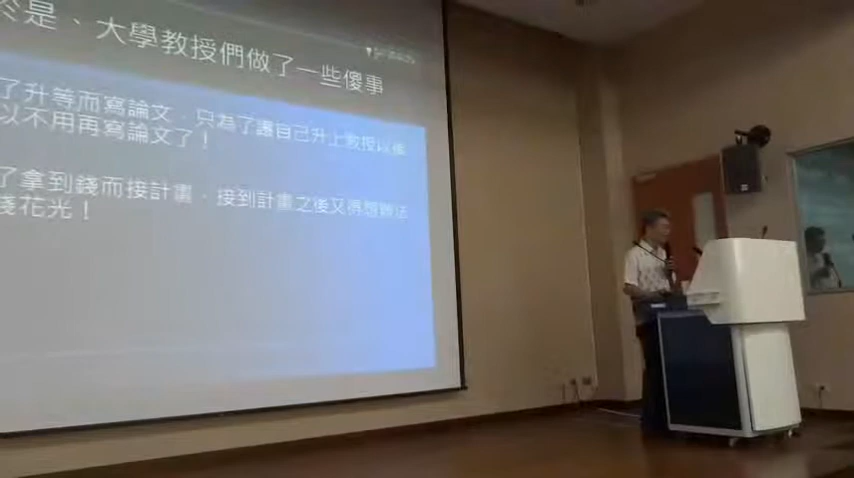 於是、大學教授們做了一些傻事
了升等而寫論文，只為了讓自己升上教授以後
以不用再寫論文了！
了拿到錢而接計畫，接到計畫之後又得想辦法
錢花光！